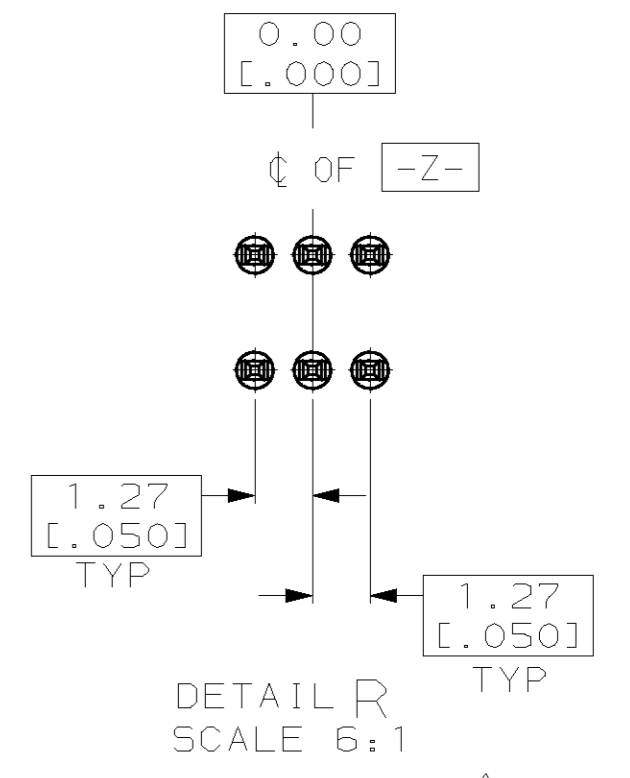 0.00
[.000]
℄ OF -Z-
1.27
[.050]
TYP
1.27
[.050]
TYP
DETAIL R
SCALE 6:1